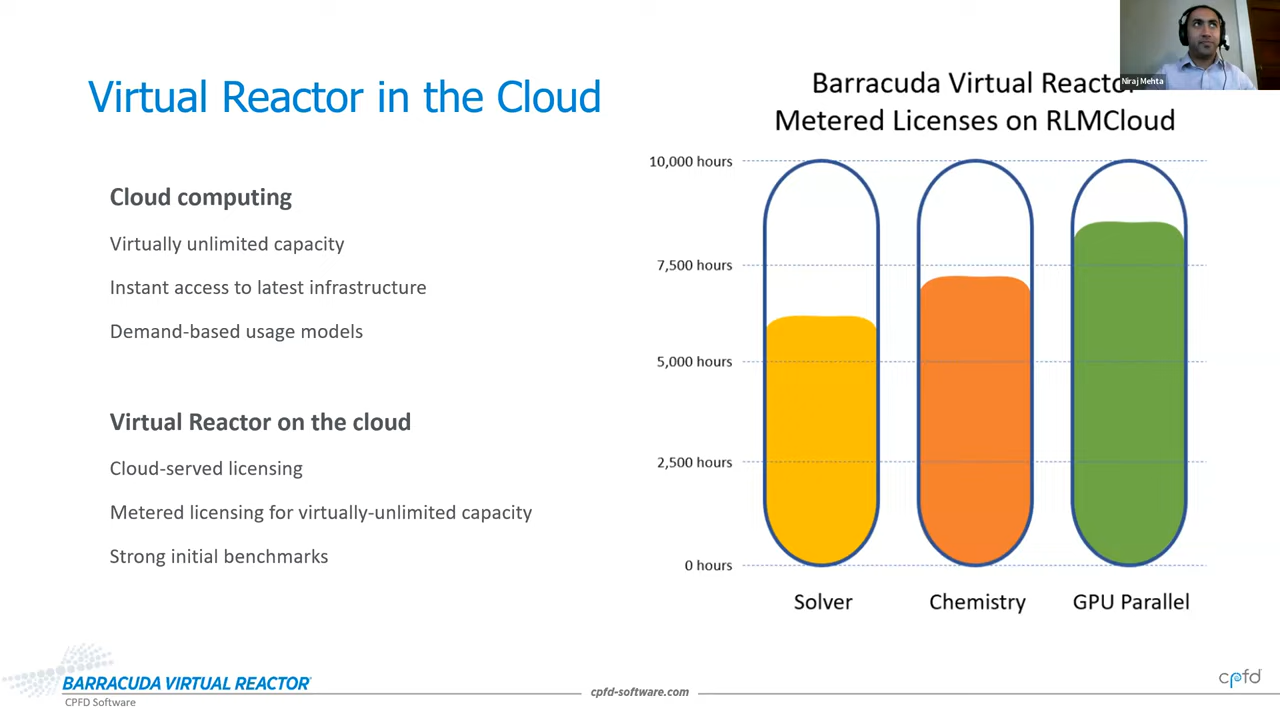 Virtual Reactor in the Cloud
Cloud computing
Virtually unlimited capacity
Instant access to latest infrastructure
Demand-based usage models
Virtual Reactor on the cloud
Cloud-served licensing
Metered licensing for virtually-unlimited capacity
Strong initial benchmarks
Niraj Mehta
Barracuda Virtual Reactor
Metered Licenses on RLMCloud
10,000 hours
7,500 hours
5,000 hours
2,500 hours
0 hours
Solver
Chemistry
GPU Parallel
BARRACUDA VIRTUAL REACTOR
CPFD Software
cpfd-software.com
cpfd